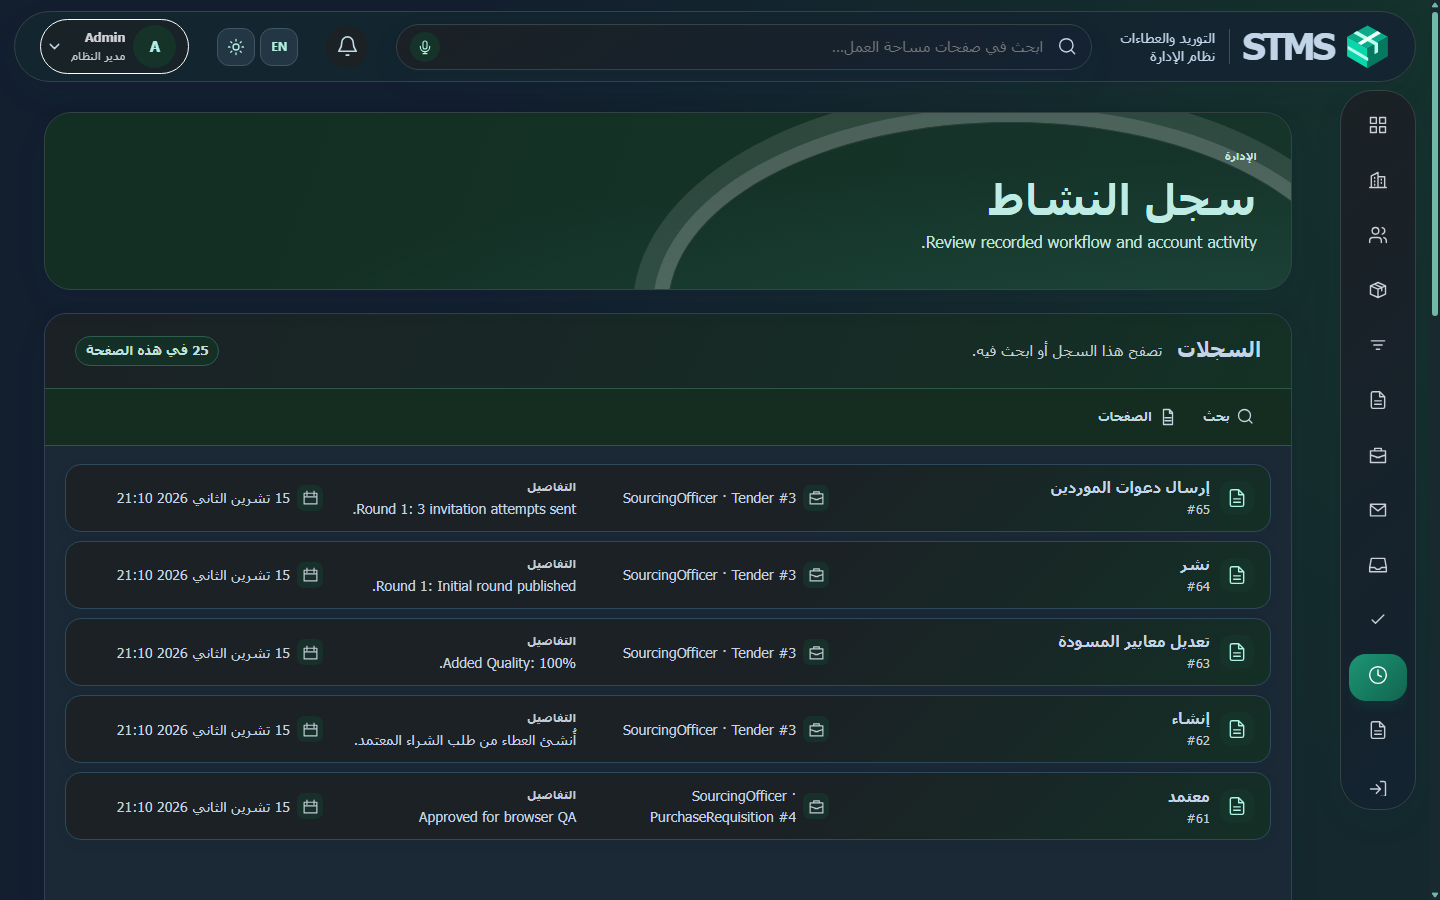 STMS
التوريد والعطاءات
نظام الإدارة
ابحث في صفحات مساحة العمل...
EN
A
Admin
مدير النظام
الإدارة
سجل النشاط
Review recorded workflow and account activity.
السجلات
تصفح هذا السجل أو ابحث فيه.
25 في هذه الصفحة
بحث
الصفحات
إرسال دعوات الموردين
#65
SourcingOfficer · Tender #3
التفاصيل
Round 1: 3 invitation attempts sent.
15 تشرين الثاني 2026 21:10
نشر
#64
SourcingOfficer · Tender #3
التفاصيل
Round 1: Initial round published.
15 تشرين الثاني 2026 21:10
تعديل معايير المسودة
#63
SourcingOfficer · Tender #3
التفاصيل
Added Quality: 100%.
15 تشرين الثاني 2026 21:10
إنشاء
#62
SourcingOfficer · Tender #3
التفاصيل
أُنشئ العطاء من طلب الشراء المعتمد.
15 تشرين الثاني 2026 21:10
معتمد
#61
SourcingOfficer ·
PurchaseRequisition #4
التفاصيل
Approved for browser QA
15 تشرين الثاني 2026 21:10